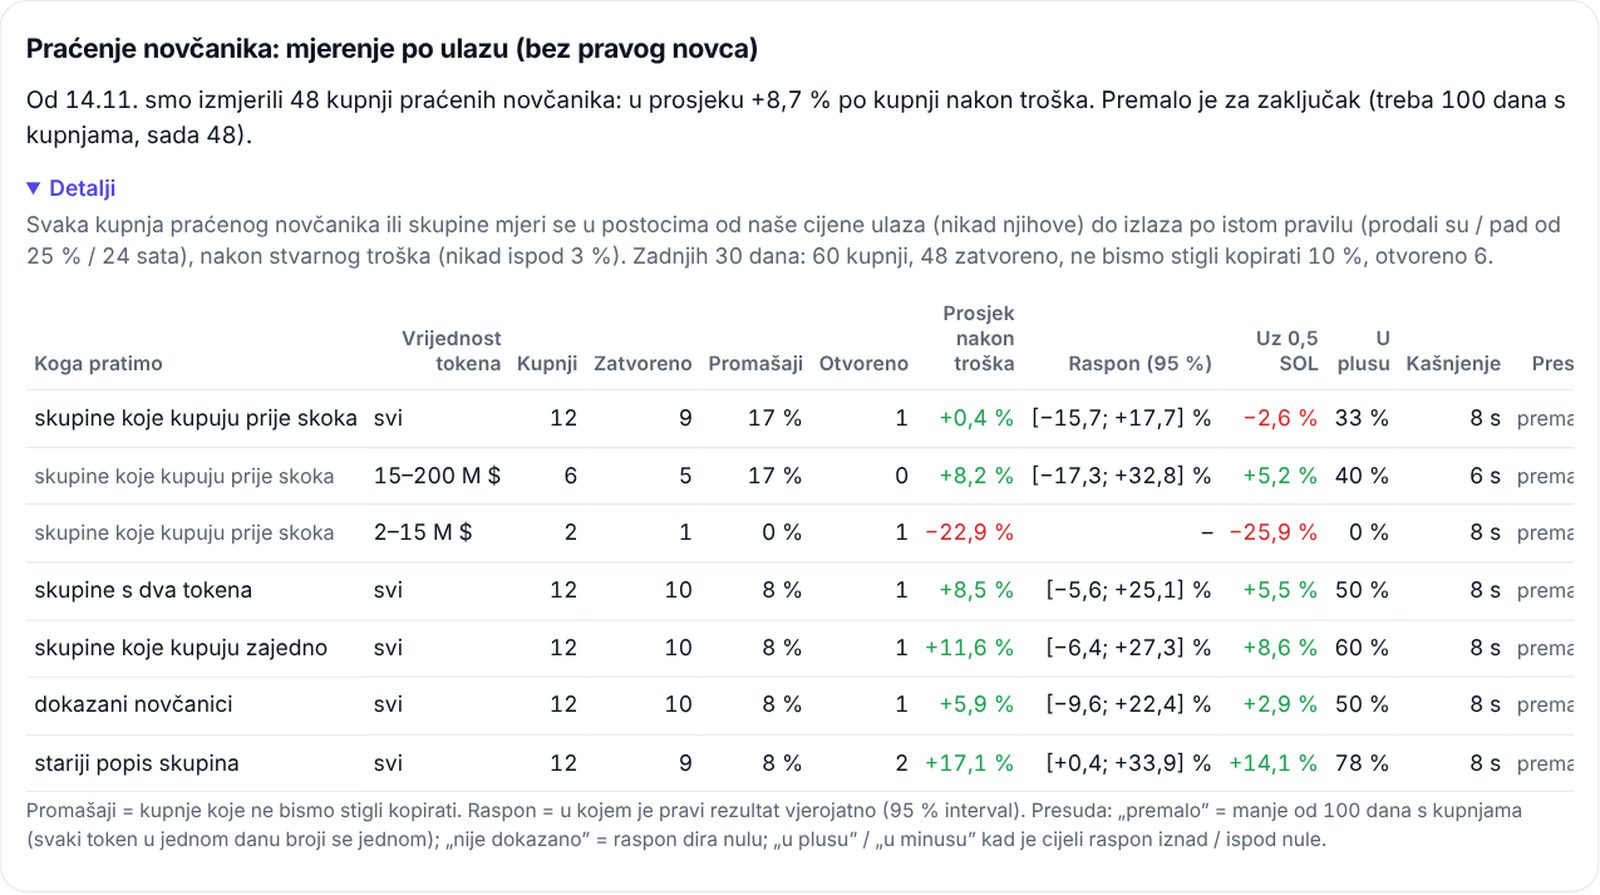 Praćenje novčanika: mjerenje po ulazu (bez pravog novca)
Od 14.11. smo izmjerili 48 kupnji praćenih novčanika: u prosjeku +8,7 % po kupnji nakon troška. Premalo je za zaključak (treba 100 dana s
kupnjama, sada 48).
▼ Detalji
Svaka kupnja praćenog novčanika ili skupine mjeri se u postocima od naše cijene ulaza (nikad njihove) do izlaza po istom pravilu (prodali su / pad od
25 % / 24 sata), nakon stvarnog troška (nikad ispod 3 %). Zadnjih 30 dana: 60 kupnji, 48 zatvoreno, ne bismo stigli kopirati 10 %, otvoreno 6.
Koga pratimo Vrijednost tokena Kupnji Zatvoreno Promašaji Otvoreno Prosjek nakon troška Raspon (95 %) Uz 0,5 SOL U plusu Kašnjenje Pres
skupine koje kupuju prije skoka svi 12 9 17 % 1 +0,4 % [−15,7; +17,7] % −2,6 % 33 % 8 s prema
skupine koje kupuju prije skoka 15–200 M $ 6 5 17 % 0 +8,2 % [−17,3; +32,8] % +5,2 % 40 % 6 s prema
skupine koje kupuju prije skoka 2–15 M $ 2 1 0 % 1 −22,9 % – −25,9 % 0 % 8 s prema
skupine s dva tokena svi 12 10 8 % 1 +8,5 % [−5,6; +25,1] % +5,5 % 50 % 8 s prema
skupine koje kupuju zajedno svi 12 10 8 % 1 +11,6 % [−6,4; +27,3] % +8,6 % 60 % 8 s prema
dokazani novčanici svi 12 10 8 % 1 +5,9 % [−9,6; +22,4] % +2,9 % 50 % 8 s prema
stariji popis skupina svi 12 9 8 % 2 +17,1 % [+0,4; +33,9] % +14,1 % 78 % 8 s prema
Promašaji = kupnje koje ne bismo stigli kopirati. Raspon = u kojem je pravi rezultat vjerojatno (95 % interval). Presuda: „premalo” = manje od 100 dana s kupnjama
(svaki token u jednom danu broji se jednom); „nije dokazano” = raspon dira nulu; „u plusu” / „u minusu” kad je cijeli raspon iznad / ispod nule.